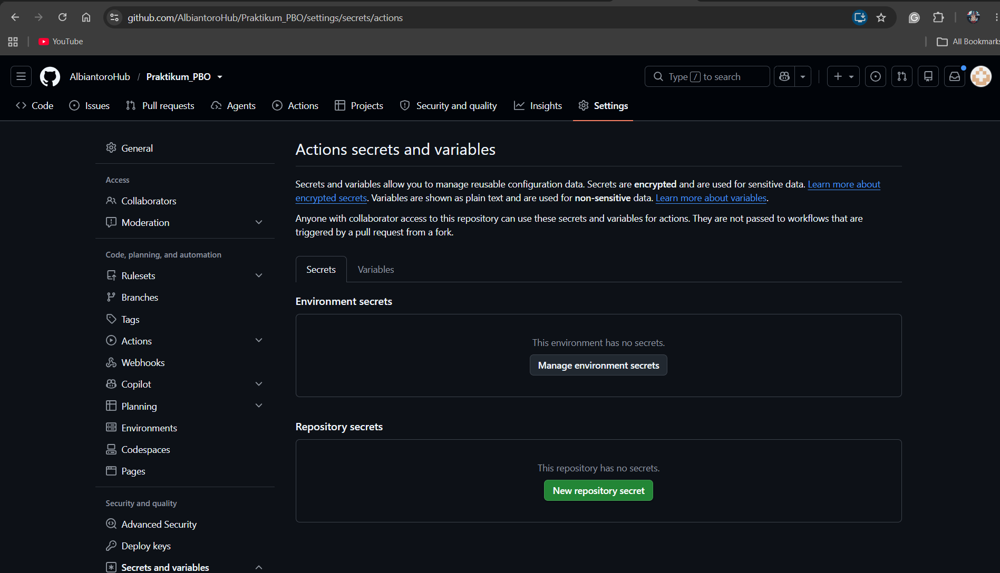 github.com/AlbiantoroHub/Praktikum_PBO/settings/secrets/actions
YouTube
All Bookmarks
AlbiantoroHub / Praktikum_PBO
Type / to search
Code
Issues
Pull requests
Agents
Actions
Projects
Security and quality
Insights
Settings
General
Access
Collaborators
Moderation
Code, planning, and automation
Rulesets
Branches
Tags
Actions
Webhooks
Copilot
Planning
Environments
Codespaces
Pages
Security and quality
Advanced Security
Deploy keys
Secrets and variables
Actions secrets and variables
Secrets and variables allow you to manage reusable configuration data. Secrets are encrypted and are used for sensitive data. Learn more about
encrypted secrets. Variables are shown as plain text and are used for non-sensitive data. Learn more about variables.
Anyone with collaborator access to this repository can use these secrets and variables for actions. They are not passed to workflows that are
triggered by a pull request from a fork.
Secrets
Variables
Environment secrets
This environment has no secrets.
Manage environment secrets
Repository secrets
This repository has no secrets.
New repository secret